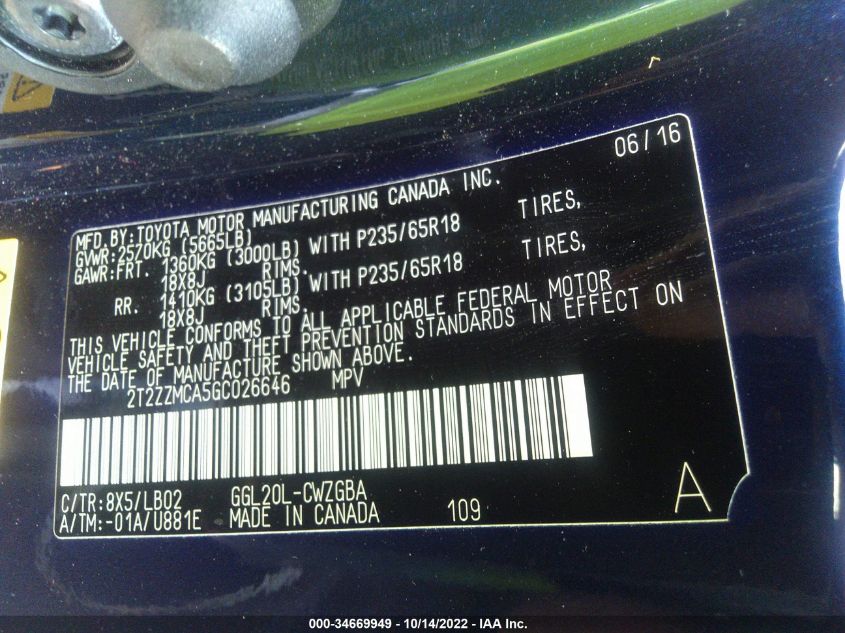 06/16
MFD.BY:TOYOTA MOTOR MANUFACTURING CANADA INC.
GVWR:2570KG (5665LB)
GAWR:FRT. 1360KG (3000LB) WITH P235/65R18 TIRES,
18X8J RIMS.
RR. 1410KG (3105LB) WITH P235/65R18 TIRES,
18X8J RIMS.
THIS VEHICLE CONFORMS TO ALL APPLICABLE FEDERAL MOTOR
VEHICLE SAFETY AND THEFT PREVENTION STANDARDS IN EFFECT ON
THE DATE OF MANUFACTURE SHOWN ABOVE.
2T2ZZMCA5GC026646 MPV
C/TR:8X5/LB02 GGL20L-CWZGBA
A/TM:-01A/U881E MADE IN CANADA 109 A
000-34669949 - 10/14/2022 - IAA Inc.